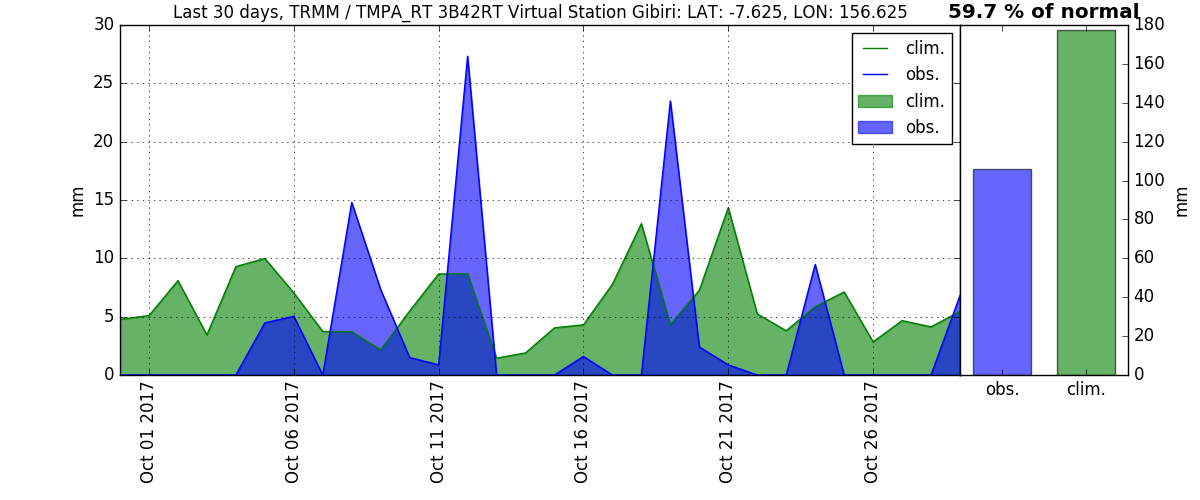 Last 30 days, TRMM / TMPA_RT 3B42RT Virtual Station Gibiri: LAT: -7.625, LON: 156.625
59.7 % of normal
30
25
20
15
10
5
0
mm
clim.
obs.
clim.
obs.
180
160
140
120
100
80
60
40
20
0
mm
Oct 01 2017
Oct 06 2017
Oct 11 2017
Oct 16 2017
Oct 21 2017
Oct 26 2017
obs.
clim.